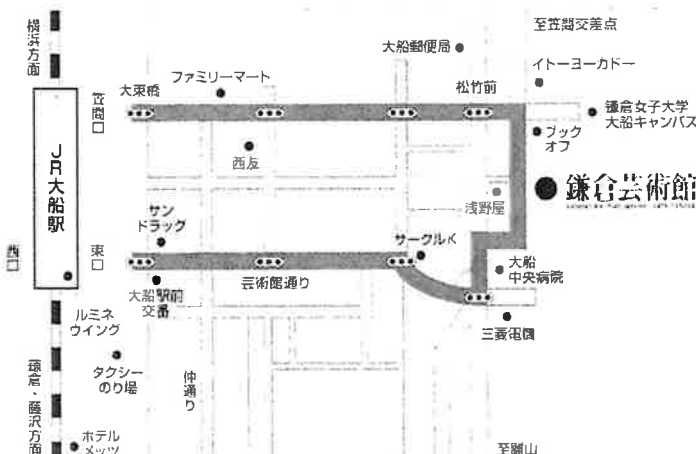 横浜方面
JR大船駅
笠間口
東口
西口
大東橋
ファミリーマート
大船郵便局
松竹前
至笠間交差点
イトーヨーカドー
鎌倉女子大学
大船キャンパス
ブック
オフ
西友
浅野屋
鎌倉芸術館
サン
ドラッグ
サークルK
芸術館通り
大船
中央病院
大船駅前
交番
三菱電機
ルミネ
ウイング
タクシー
のり場
仲通り
鎌倉・藤沢方面
ホテル
メッツ